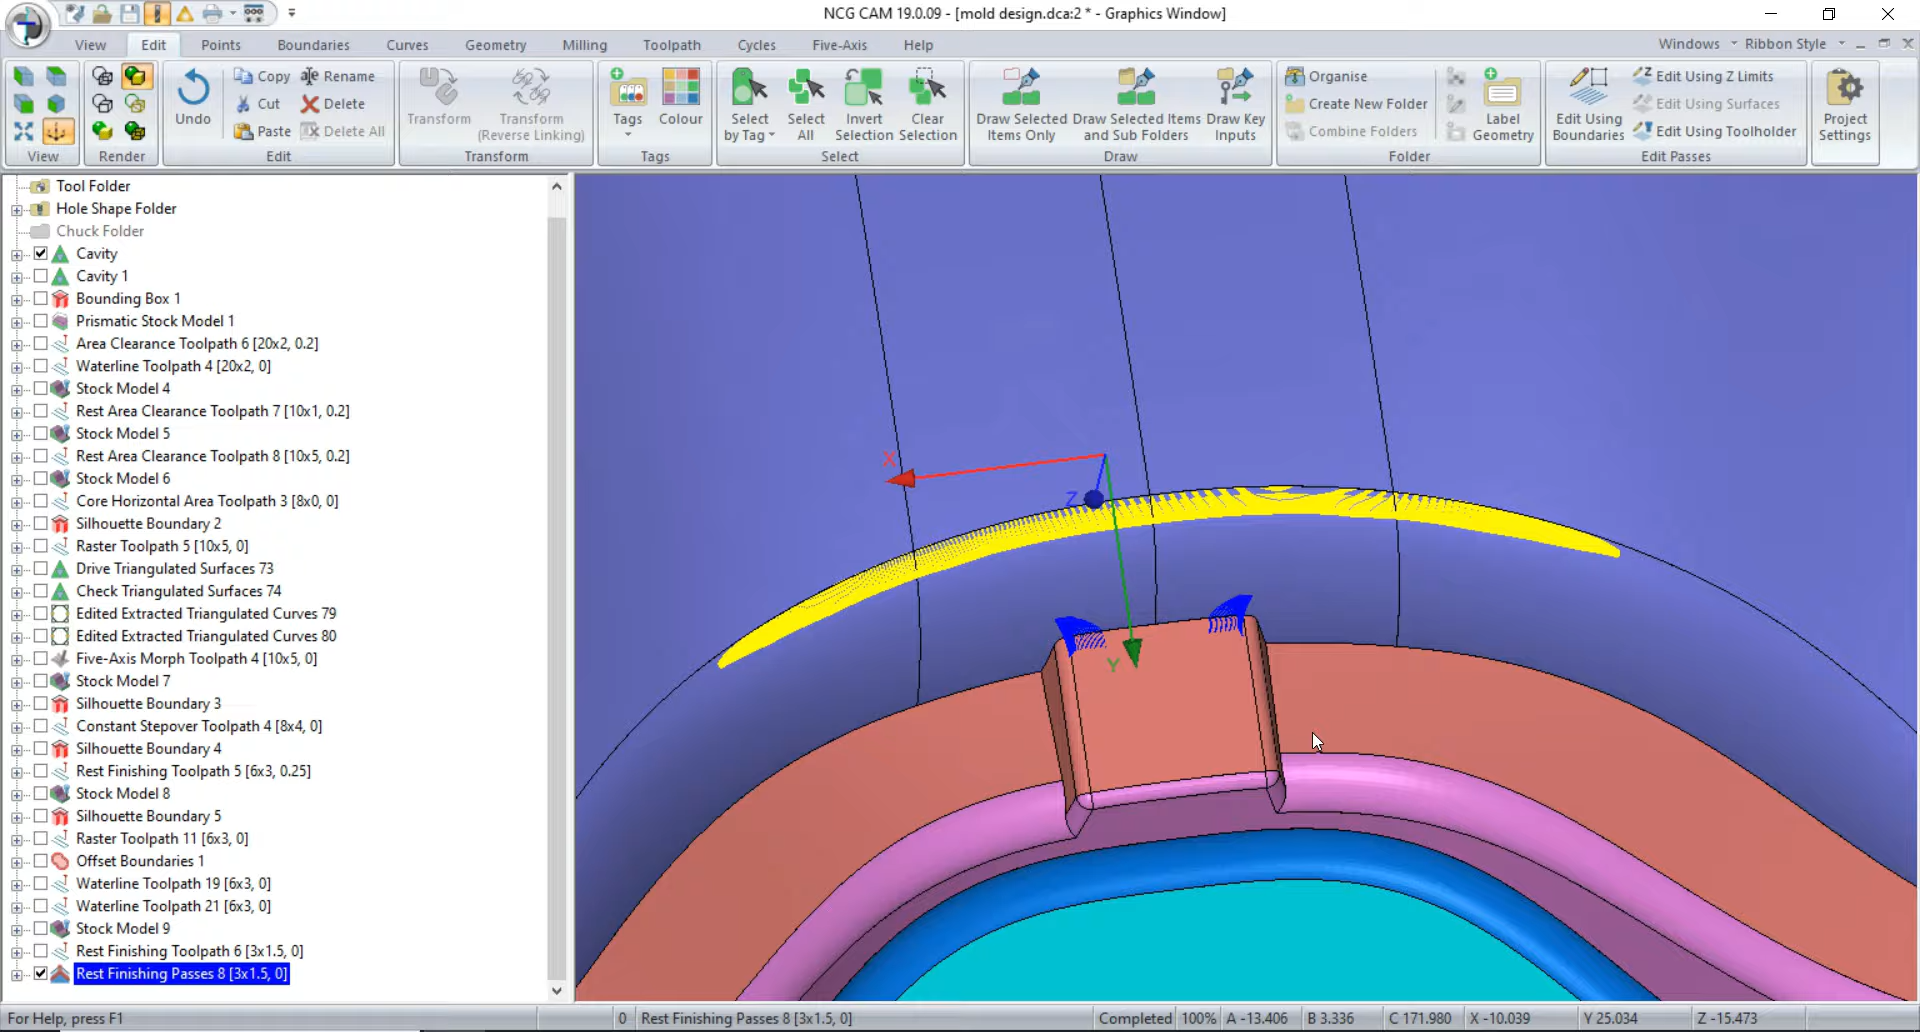 NCG CAM 19.0.09 - [mold design.dca:2 * - Graphics Window]
View Edit Points Boundaries Curves Geometry Milling Toolpath Cycles Five-Axis Help Windows Ribbon Style
Undo Copy Rename
Cut Delete
Paste Delete All
Transform Transform (Reverse Linking)
Tags Colour
Select by Tag Select All Invert Selection Clear Selection
Draw Selected Items Only Draw Selected Items and Sub Folders Draw Key Inputs
Organise
Create New Folder
Combine Folders
Label Geometry
Edit Using Boundaries
Edit Using Z Limits
Edit Using Surfaces
Edit Using Toolholder
Project Settings
View Render Edit Transform Tags Select Draw Folder Edit Passes
Tool Folder
Hole Shape Folder
Chuck Folder
Cavity
Cavity 1
Bounding Box 1
Prismatic Stock Model 1
Area Clearance Toolpath 6 [20x2, 0.2]
Waterline Toolpath 4 [20x2, 0]
Stock Model 4
Rest Area Clearance Toolpath 7 [10x1, 0.2]
Stock Model 5
Rest Area Clearance Toolpath 8 [10x5, 0.2]
Stock Model 6
Core Horizontal Area Toolpath 3 [8x0, 0]
Silhouette Boundary 2
Raster Toolpath 5 [10x5, 0]
Drive Triangulated Surfaces 73
Check Triangulated Surfaces 74
Edited Extracted Triangulated Curves 79
Edited Extracted Triangulated Curves 80
Five-Axis Morph Toolpath 4 [10x5, 0]
Stock Model 7
Silhouette Boundary 3
Constant Stepover Toolpath 4 [8x4, 0]
Silhouette Boundary 4
Rest Finishing Toolpath 5 [6x3, 0.25]
Stock Model 8
Silhouette Boundary 5
Raster Toolpath 11 [6x3, 0]
Offset Boundaries 1
Waterline Toolpath 19 [6x3, 0]
Waterline Toolpath 21 [6x3, 0]
Stock Model 9
Rest Finishing Toolpath 6 [3x1.5, 0]
Rest Finishing Passes 8 [3x1.5, 0]
X
Z
Y
For Help, press F1 0 Rest Finishing Passes 8 [3x1.5, 0] Completed 100% A -13.406 B 3.336 C 171.980 X -10.039 Y 25.034 Z -15.473